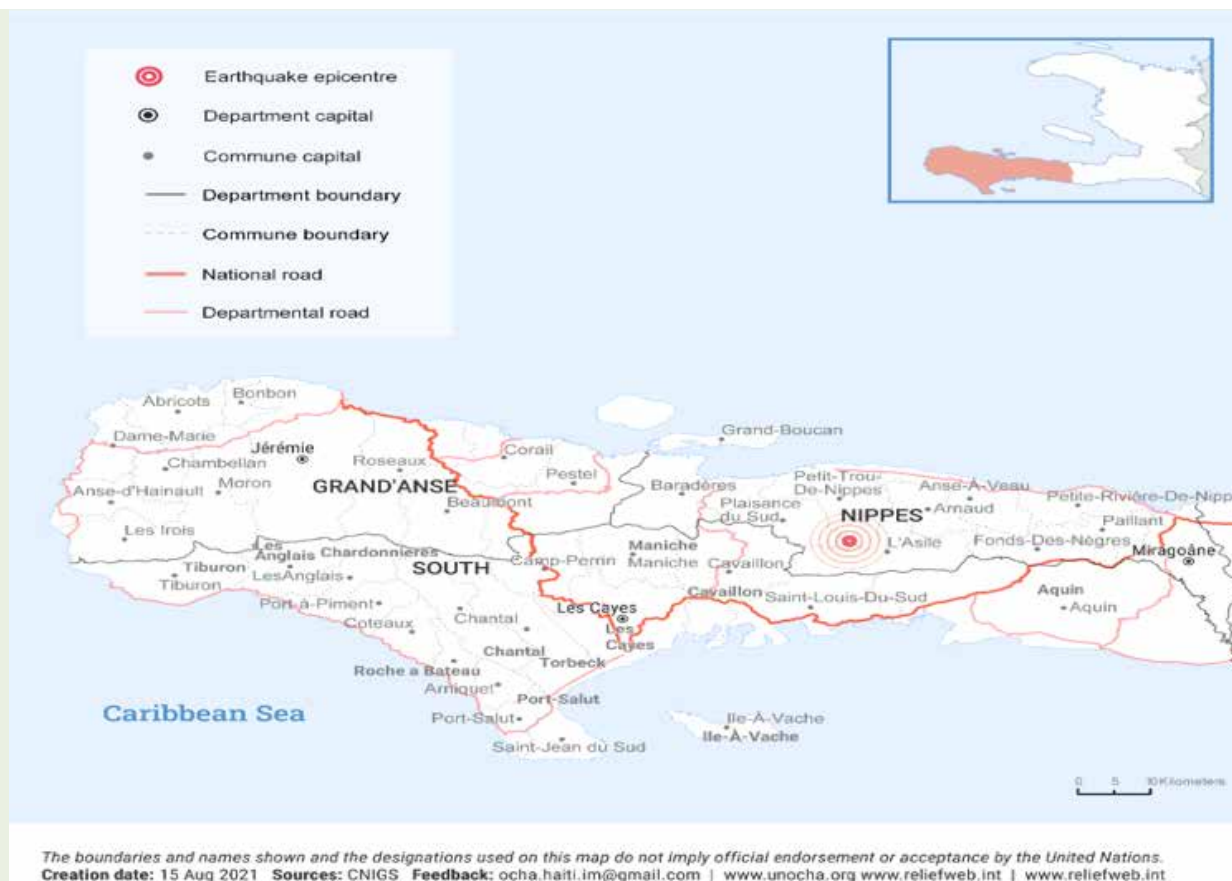 Earthquake epicentre
Department capital
Commune capital
Department boundary
Commune boundary
National road
Departmental road
Bonbon
Abricots
Grand-Boucan
Dame-Marie
Jérémie
Corail
Roseaux
Chambellan
Pestel
Petit-Trou-
De-Nippes
Moron
GRAND'ANSE
Baradères
Anse-À-Veau
Anse-d'Hainault
Petite-Rivière-De-Nipp
Beaumont
Plaisance
du Sud
NIPPES
Arnaud
Paillant
Les Irois
L'Asile
Fonds-Des-Nègres
Miragoâne
Les
Anglais
Chardonnieres
Maniche
Maniche
Camp-Perrin
Cavaillon
Tiburon
SOUTH
Tiburon
LesAnglais
Cavaillon
Saint-Louis-Du-Sud
Aquin
Aquin
Port-à-Piment
Les Cayes
Les
Cayes
Chantal
Coteaux
Chantal
Torbeck
Roche a Bateau
Arniquet
Port-Salut
Port-Salut
Ile-À-Vache
Ile-À-Vache
Caribbean Sea
Saint-Jean dù Sud
0 5 10Kilometers
The boundaries and names shown and the designations used on this map do not imply official endorsement or acceptance by the United Nations.
Creation date: 15 Aug 2021 Sources: CNIGS Feedback: ocha.haiti.im@gmail.com | www.unocha.org www.reliefweb.int | www.reliefweb.int